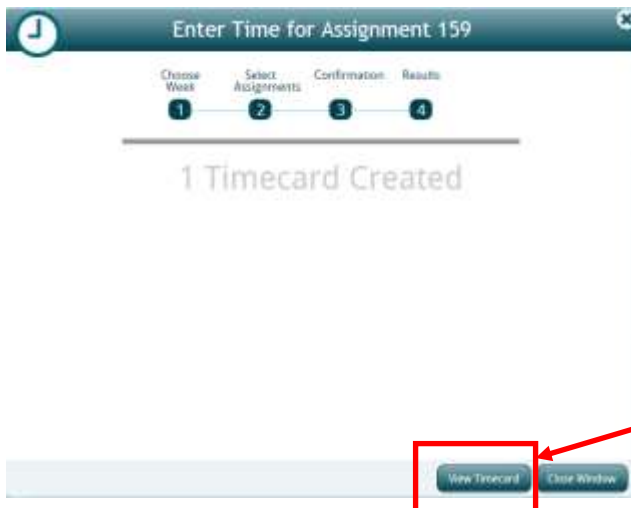 Enter Time for Assignment 159
Choose Week
Select Assignments
Confirmation
Results
1
2
3
4
1 Timecard Created
View Timecard
Close Window